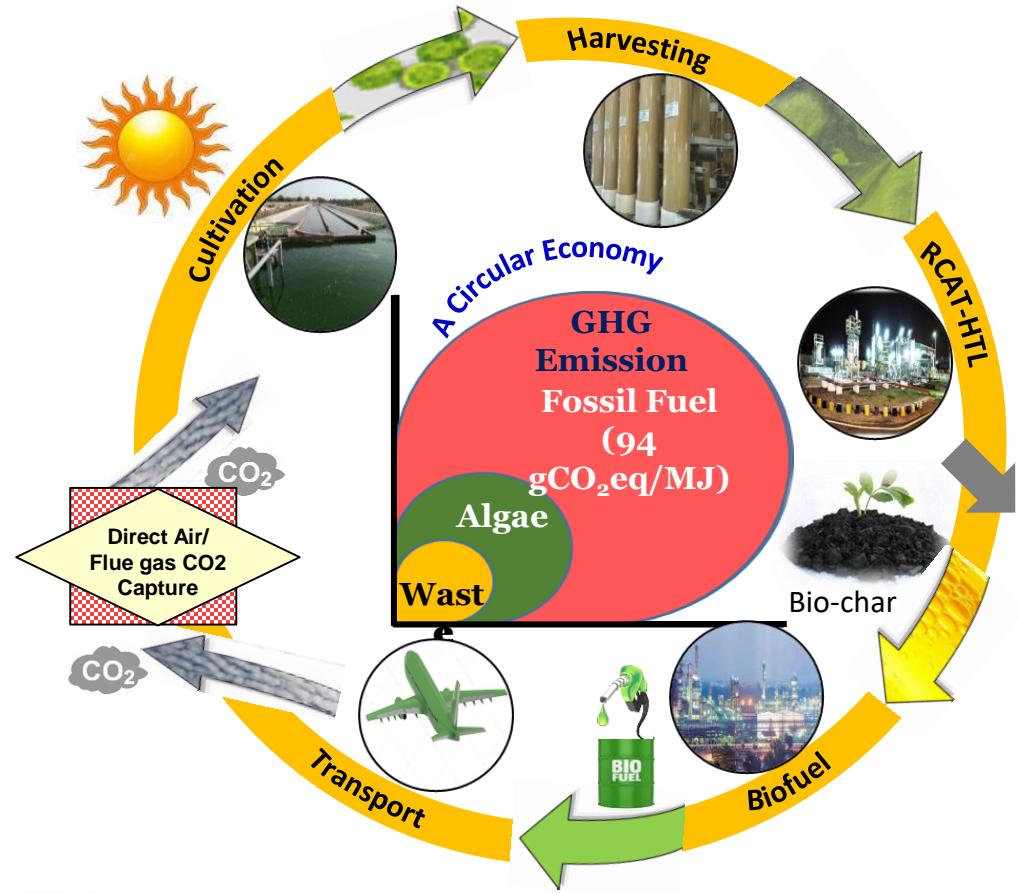 Harvesting
Cultivation
RCAT-HTL
A Circular Economy
GHG
Emission
Fossil Fuel
(94
gCO₂eq/MJ)
Algae
Wast
e
CO₂
Direct Air/
Flue gas CO2
Capture
Bio-char
CO₂
BIO
FUEL
Transport
Biofuel